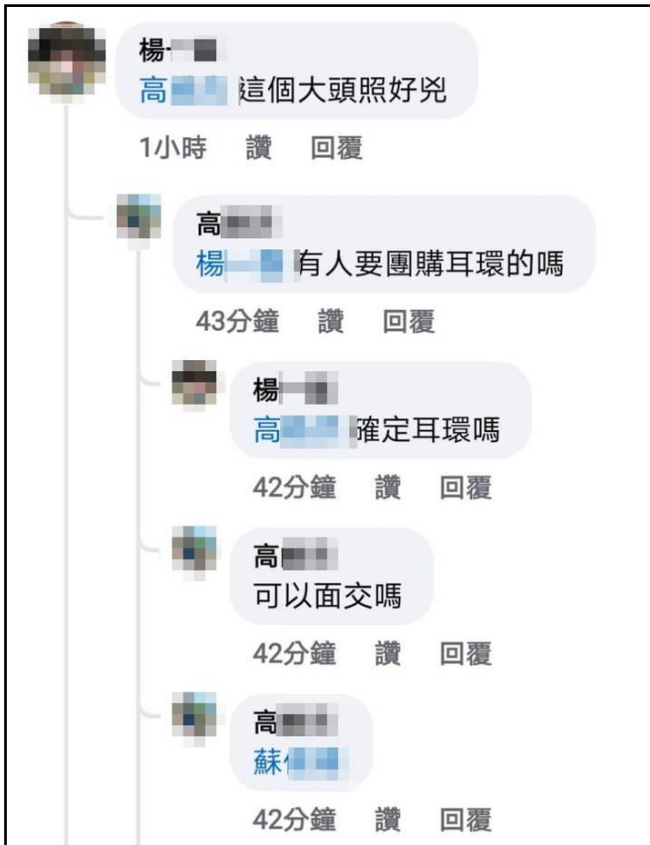 楊
高 這個大頭照好兇
1小時 讚 回覆
高
楊 有人要團購耳環的嗎
43分鐘 讚 回覆
楊
高 確定耳環嗎
42分鐘 讚 回覆
高
可以面交嗎
42分鐘 讚 回覆
高
蘇
42分鐘 讚 回覆